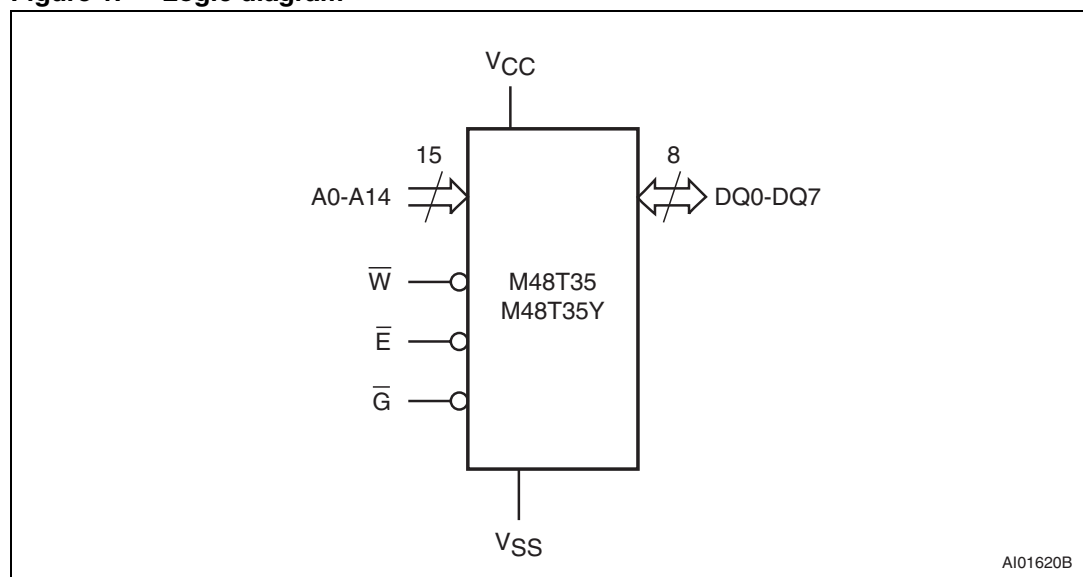 Figure 1. Logic diagram
VCC
15
8
A0-A14
DQ0-DQ7
W̅
M48T35
M48T35Y
E̅
G̅
VSS
AI01620B